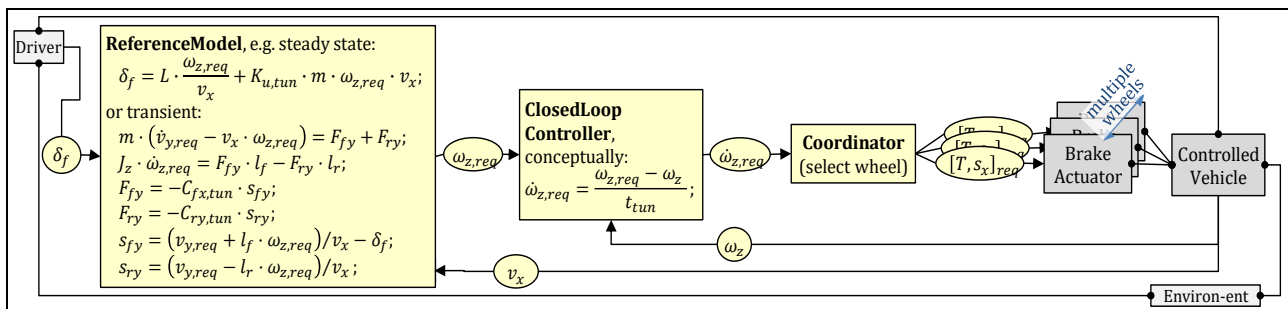 Driver
δ_f
ReferenceModel, e.g. steady state:
δ_f = L · ω_{z,req} / v_x + K_{u,tun} · m · ω_{z,req} · v_x;
or transient:
m · (v̇_{y,req} − v_x · ω_{z,req}) = F_{fy} + F_{ry};
J_z · ω̇_{z,req} = F_{fy} · l_f − F_{ry} · l_r;
F_{fy} = −C_{fx,tun} · s_{fy};
F_{ry} = −C_{ry,tun} · s_{ry};
s_{fy} = (v_{y,req} + l_f · ω_{z,req})/v_x − δ_f;
s_{ry} = (v_{y,req} − l_r · ω_{z,req})/v_x;
ω_{z,req}
ClosedLoop
Controller,
conceptually:
ω̇_{z,req} = (ω_{z,req} − ω_z) / t_{tun};
ω̇_{z,req}
Coordinator
(select wheel)
[T, s_x]_{req}
multiple
wheels
Brake
Actuator
Controlled
Vehicle
ω_z
v_x
Environ-ent